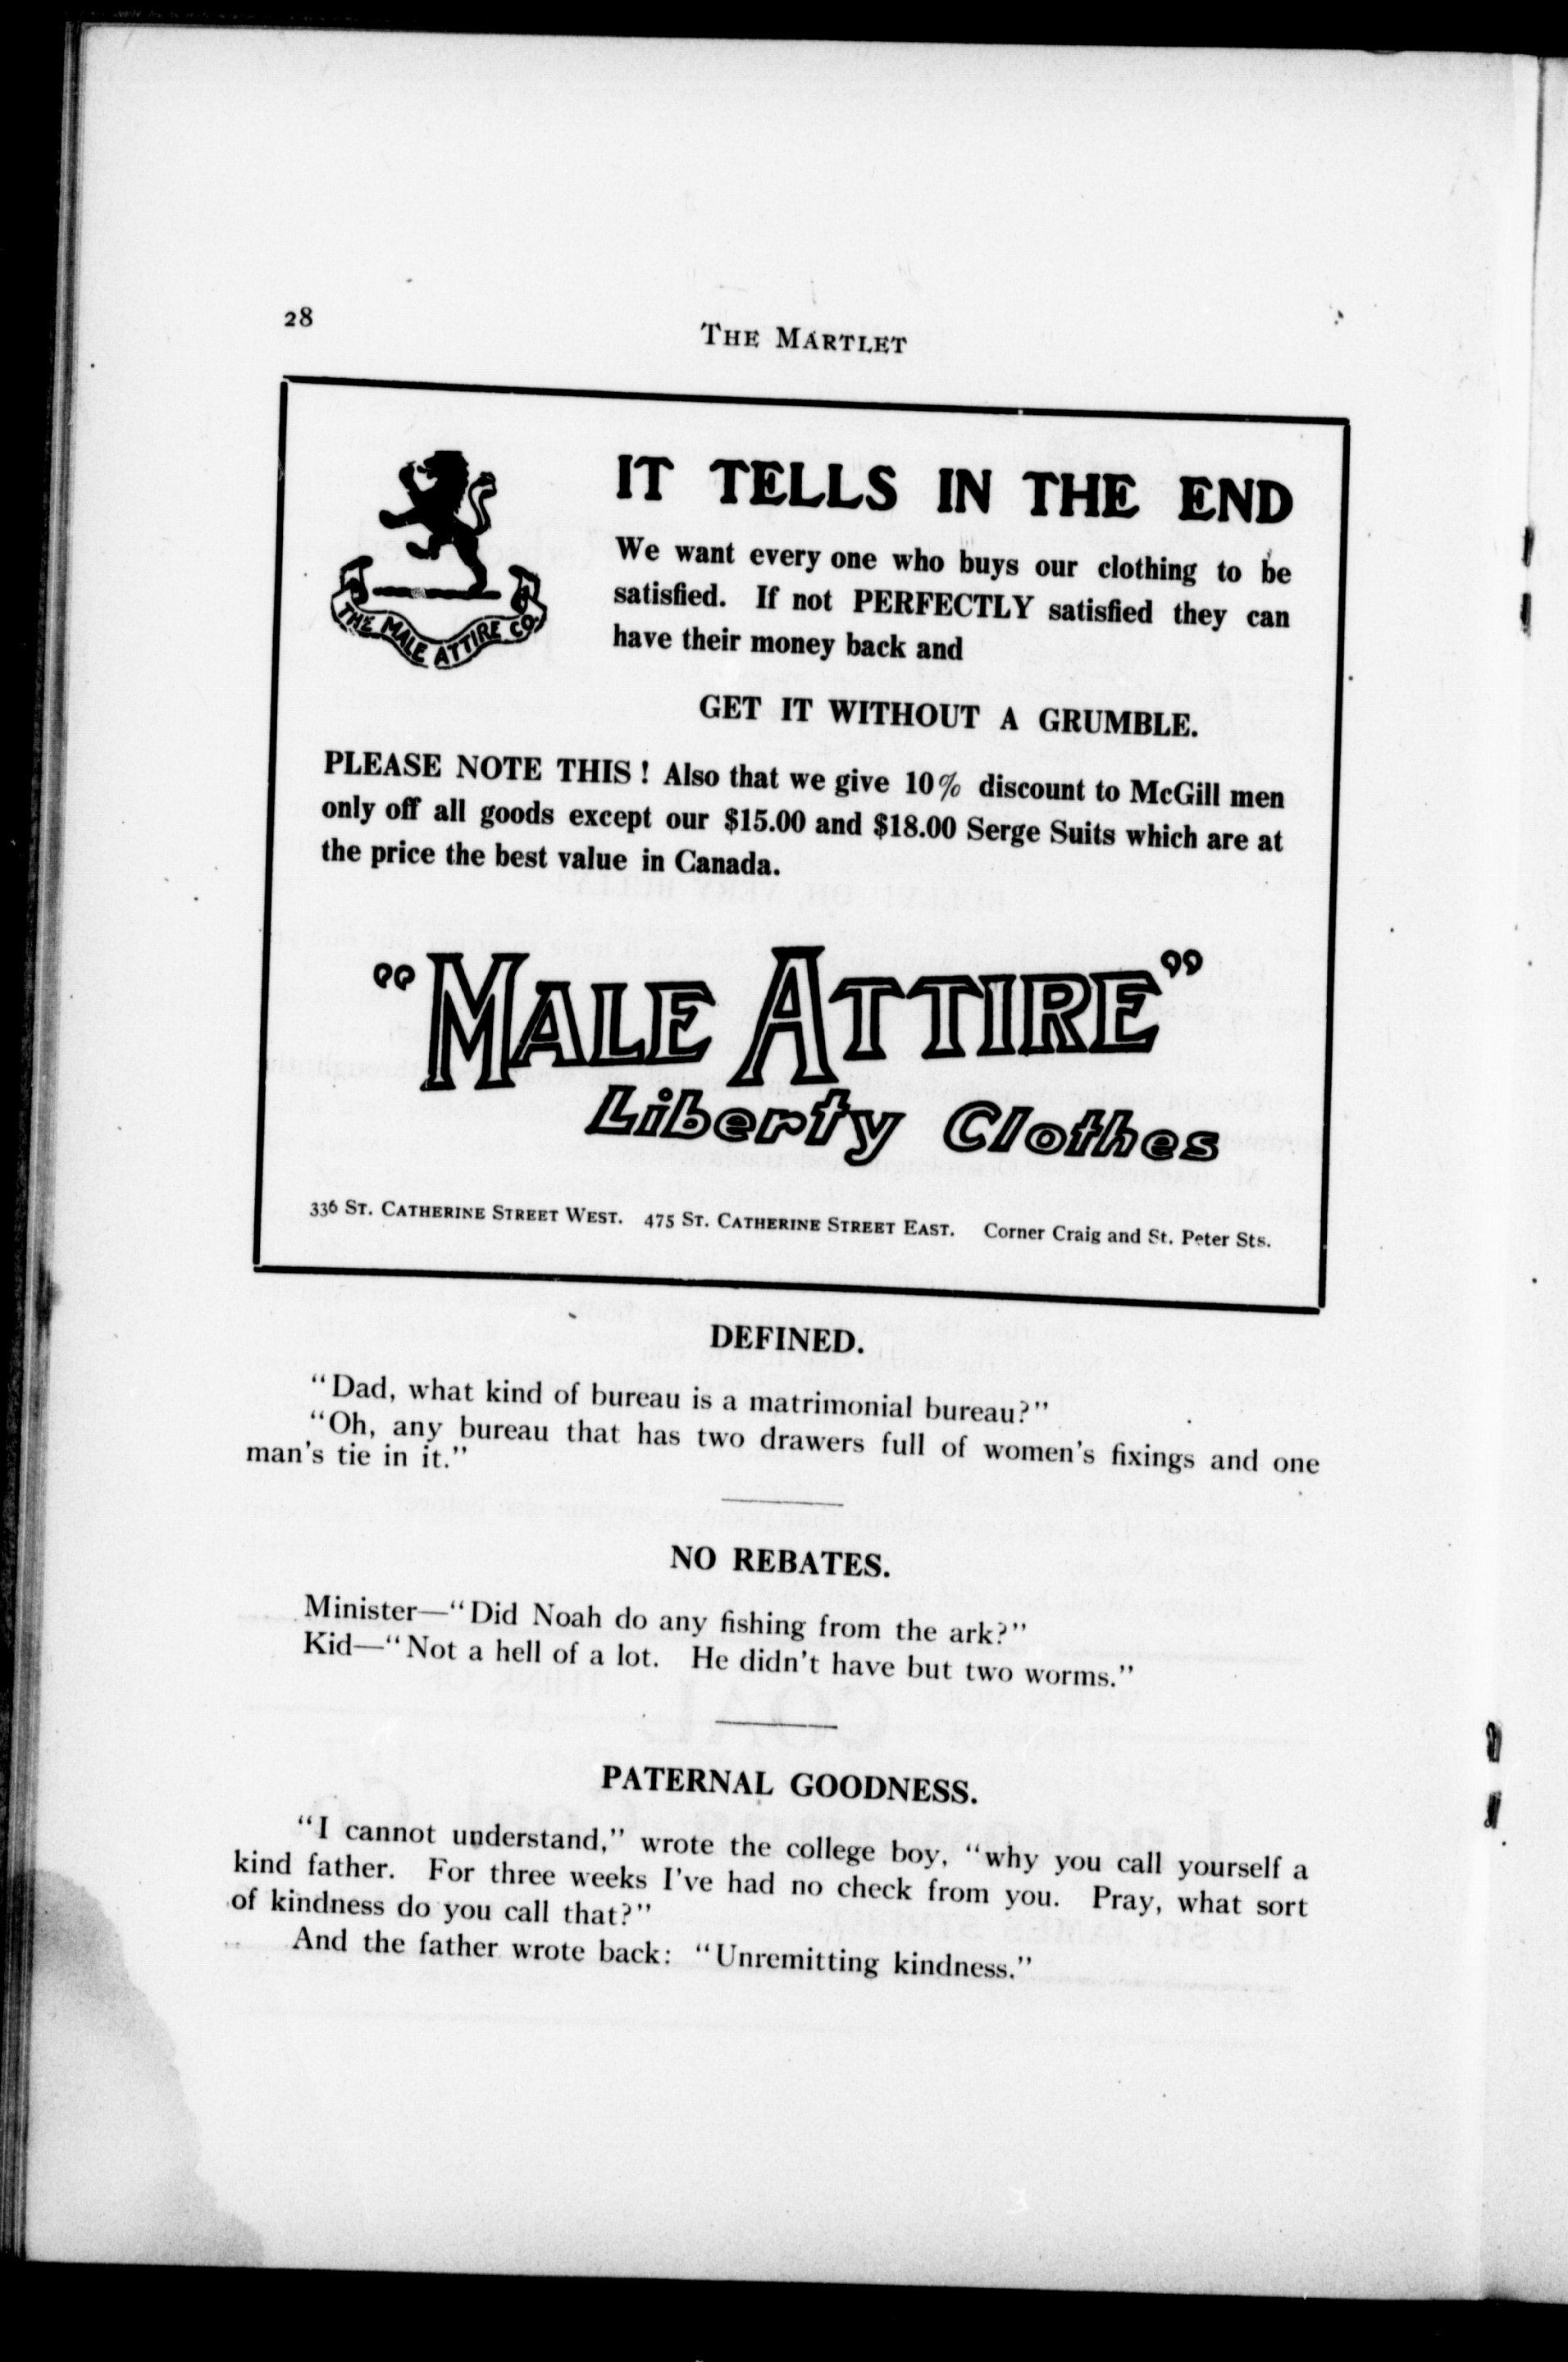 28
THE MARTLET
THE MALE ATTIRE CO.
IT TELLS IN THE END
We want every one who buys our clothing to be
satisfied. If not PERFECTLY satisfied they can
have their money back and
GET IT WITHOUT A GRUMBLE.
PLEASE NOTE THIS! Also that we give 10% discount to McGill men
only off all goods except our $15.00 and $18.00 Serge Suits which are at
the price the best value in Canada.
"MALE ATTIRE"
Liberty Clothes
336 ST. CATHERINE STREET WEST. 475 ST. CATHERINE STREET EAST. Corner Craig and St. Peter Sts.
DEFINED.
"Dad, what kind of bureau is a matrimonial bureau?"
"Oh, any bureau that has two drawers full of women's fixings and one
man's tie in it."
NO REBATES.
Minister—"Did Noah do any fishing from the ark?"
Kid—"Not a hell of a lot. He didn't have but two worms."
PATERNAL GOODNESS.
"I cannot understand," wrote the college boy, "why you call yourself a
kind father. For three weeks I've had no check from you. Pray, what sort
of kindness do you call that?"
And the father wrote back: "Unremitting kindness."